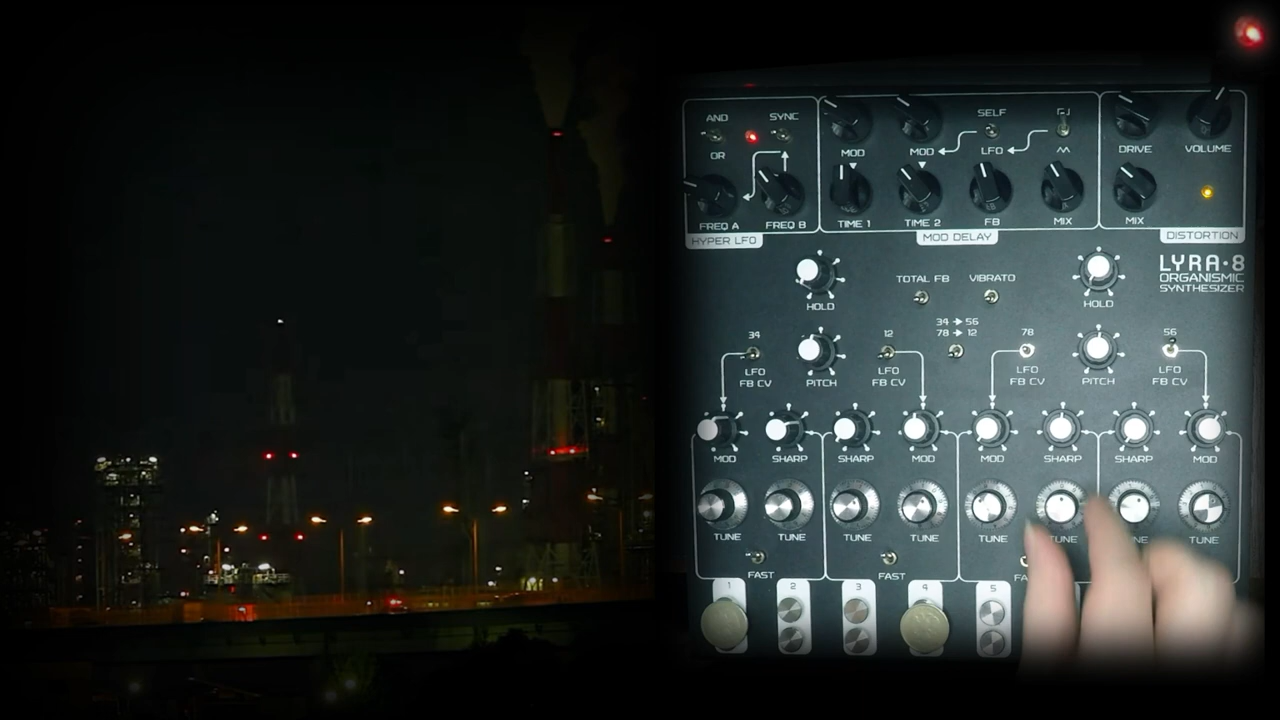 AND SYNC
OR
FREQ A FREQ B
HYPER LFO
SELF
MOD MOD LFO
TIME 1 TIME 2 FB MIX
MOD DELAY
DRIVE VOLUME
MIX
DISTORTION
LYRA-8
ORGANISMIC
SYNTHESIZER
HOLD TOTAL FB VIBRATO HOLD
34 → 56
78 → 12
34 12 78 56
LFO LFO LFO LFO
FB CV FB CV FB CV FB CV
PITCH PITCH
MOD SHARP SHARP MOD MOD SHARP SHARP MOD
TUNE TUNE TUNE TUNE TUNE TUNE TUNE TUNE
FAST FAST
1 2 3 4 5